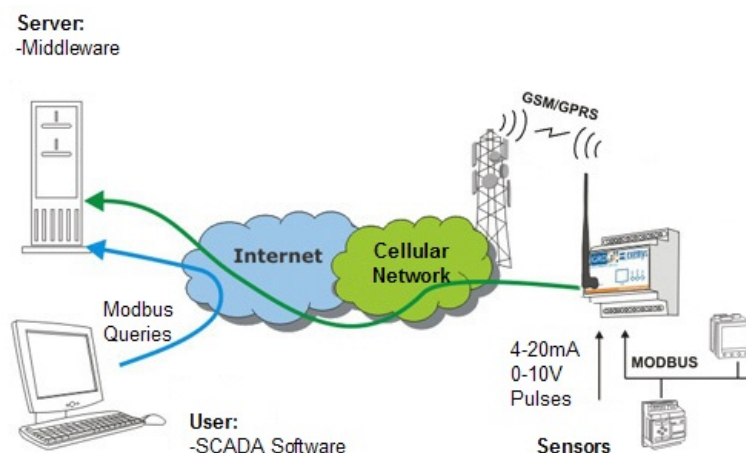 Server:
-Middleware
GSM/GPRS
Internet
Cellular
Network
Modbus
Queries
4-20mA
0-10V
Pulses
MODBUS
User:
-SCADA Software
Sensors